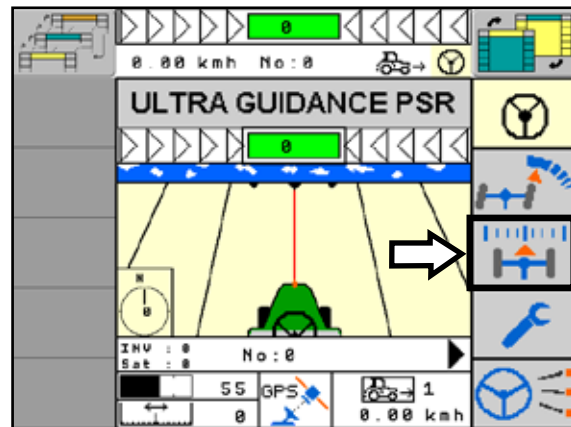 0
0.00 kmh No:0
ULTRA GUIDANCE PSR
0
N
0
INV : 0
Sat : 0
No:0
55
GPS
1
0
0.00 kmh